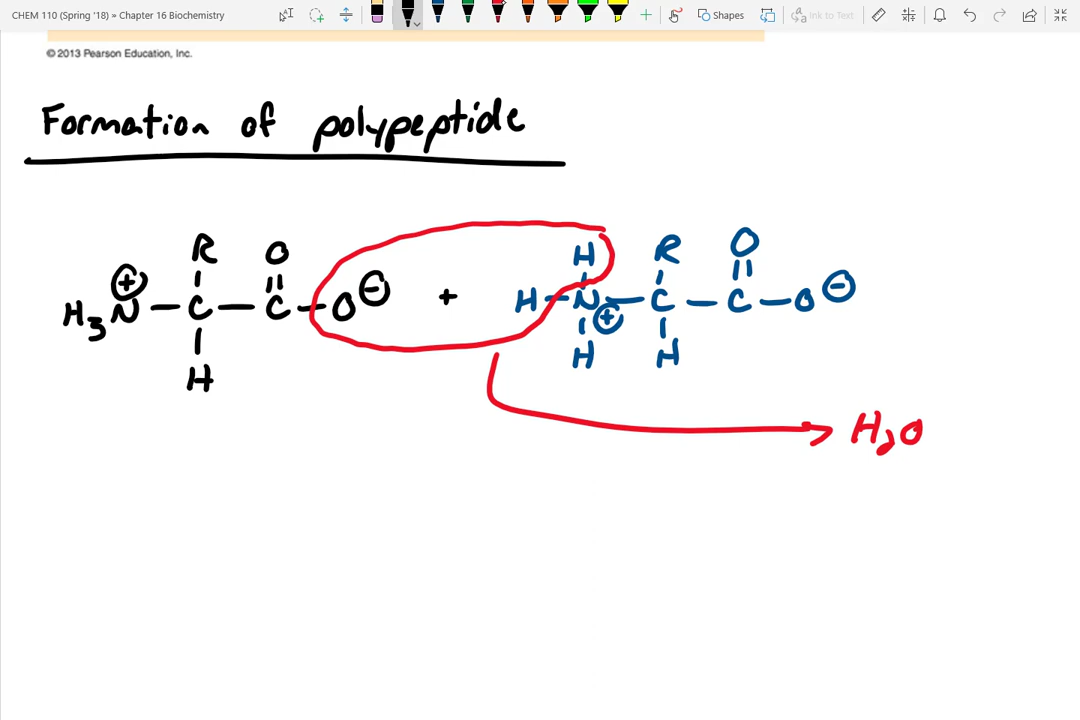 CHEM 110 (Spring '18) » Chapter 16 Biochemistry
Shapes
Ink to Text
© 2013 Pearson Education, Inc.
Formation of polypeptide
R O H R O
H₃N⊕ — C — C — O⊖ + H — N⊕ — C — C — O⊖
H H H
H₂O